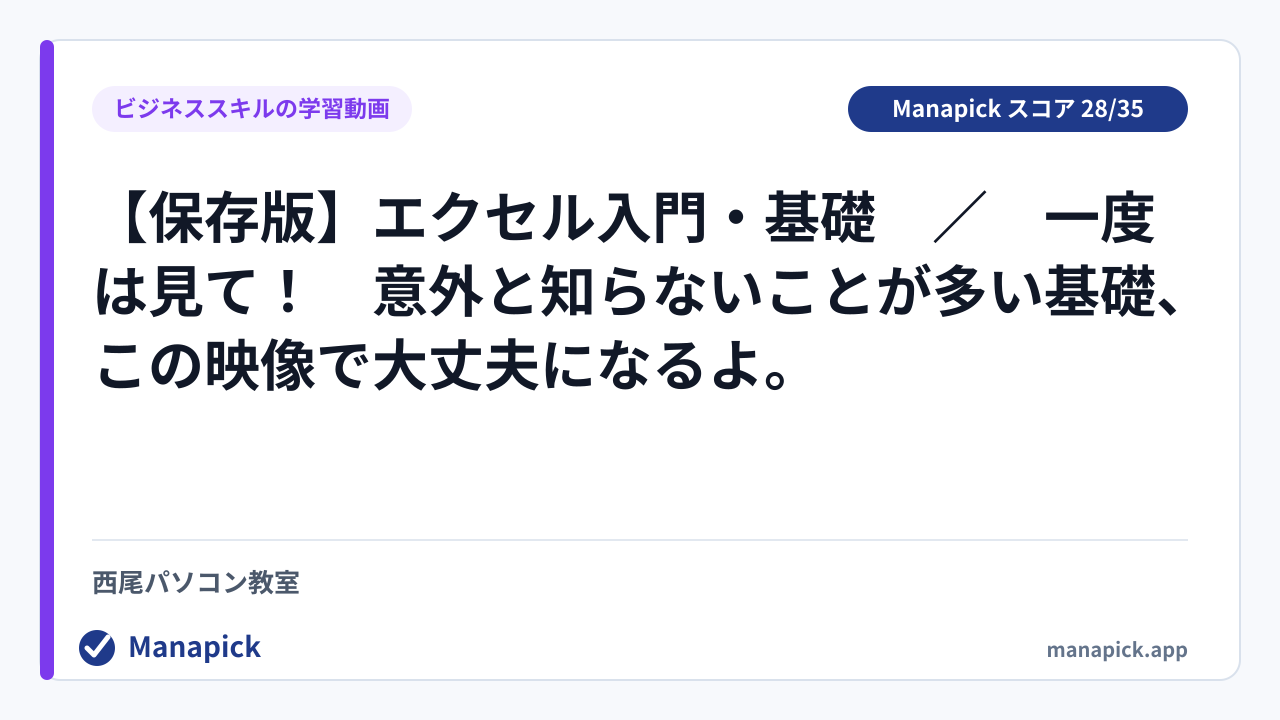 ビジネススキルの学習動画
Manapick スコア 28/35
【保存版】エクセル入門・基礎　／　一度
は見て！　意外と知らないことが多い基礎、
この映像で大丈夫になるよ。
西尾パソコン教室
Manapick
manapick.app